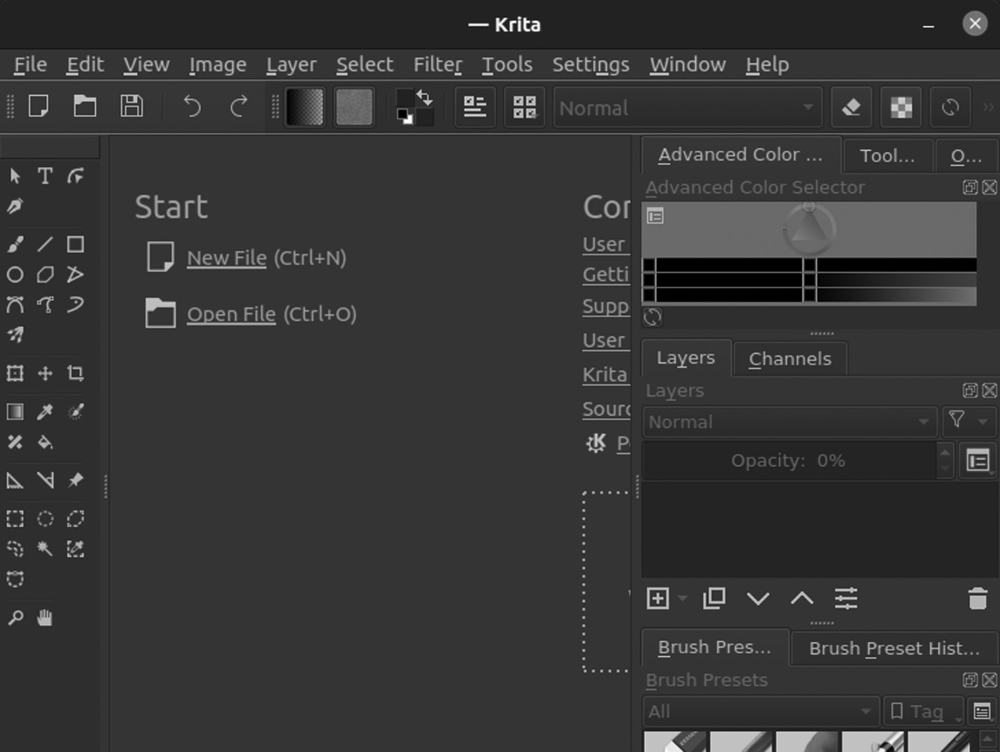 — Krita
File Edit View Image Layer Select Filter Tools Settings Window Help
Normal
Advanced Color ... Tool... O...
Advanced Color Selector
Start
New File (Ctrl+N)
Open File (Ctrl+O)
User
Getti
Supp
User
Krita
Sourc
Layers Channels
Layers
Normal
Opacity: 0%
Brush Pres... Brush Preset Hist...
Brush Presets
All Tag